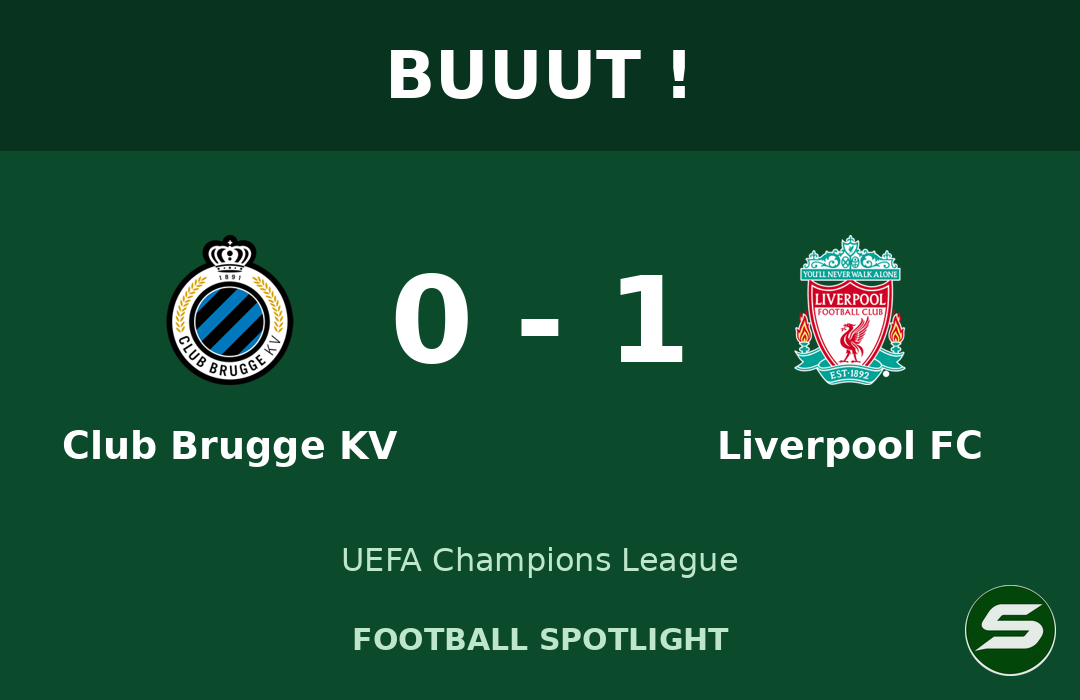 BUUUT !
1891
CLUB BRUGGE KV
0 - 1
YOU'LL NEVER WALK ALONE
LIVERPOOL
FOOTBALL CLUB
EST·1892
Club Brugge KV
Liverpool FC
UEFA Champions League
FOOTBALL SPOTLIGHT
S